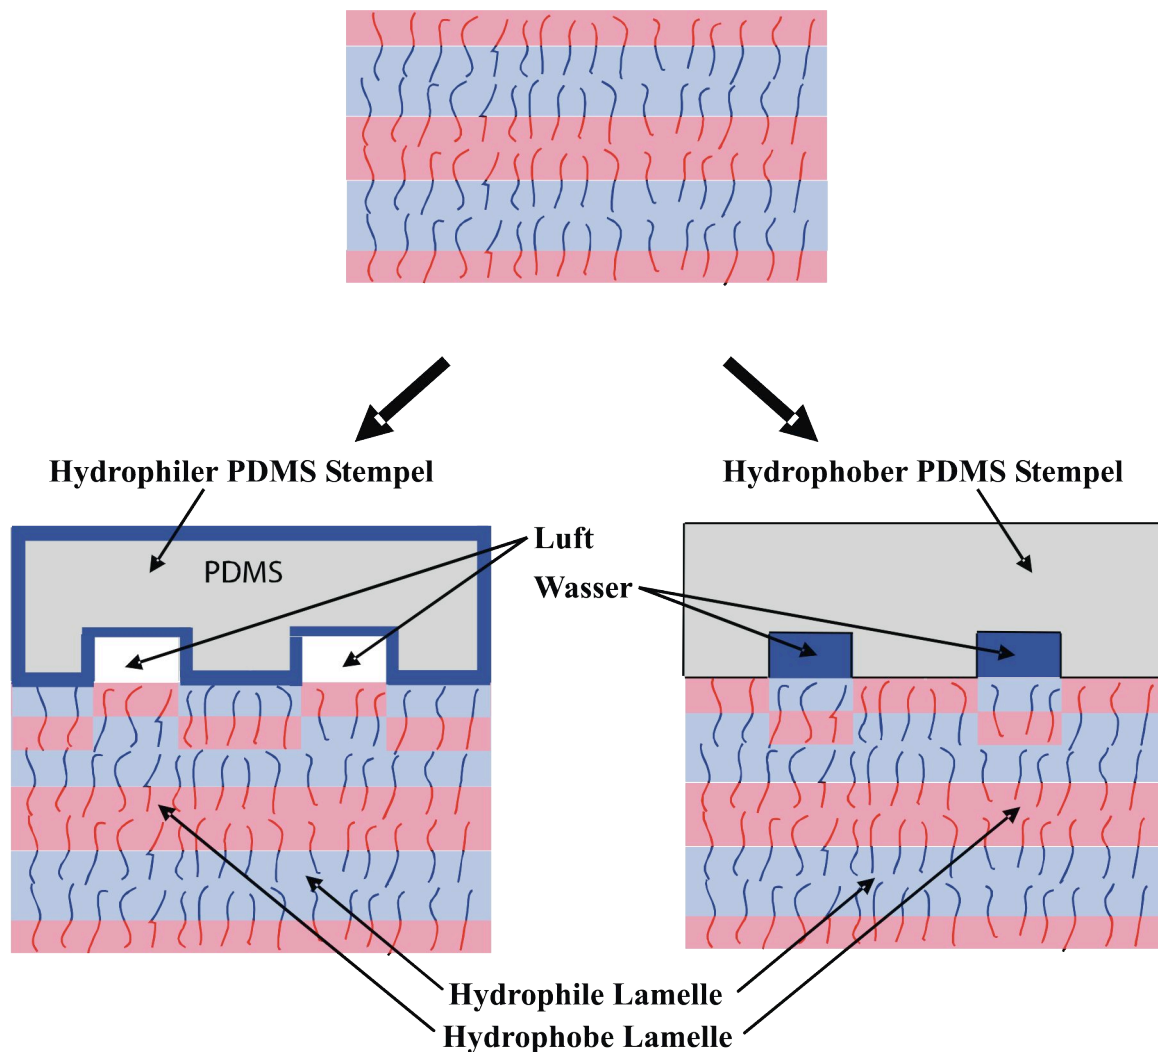 Hydrophiler PDMS Stempel
Hydrophober PDMS Stempel
Luft
PDMS
Wasser
Hydrophile Lamelle
Hydrophobe Lamelle